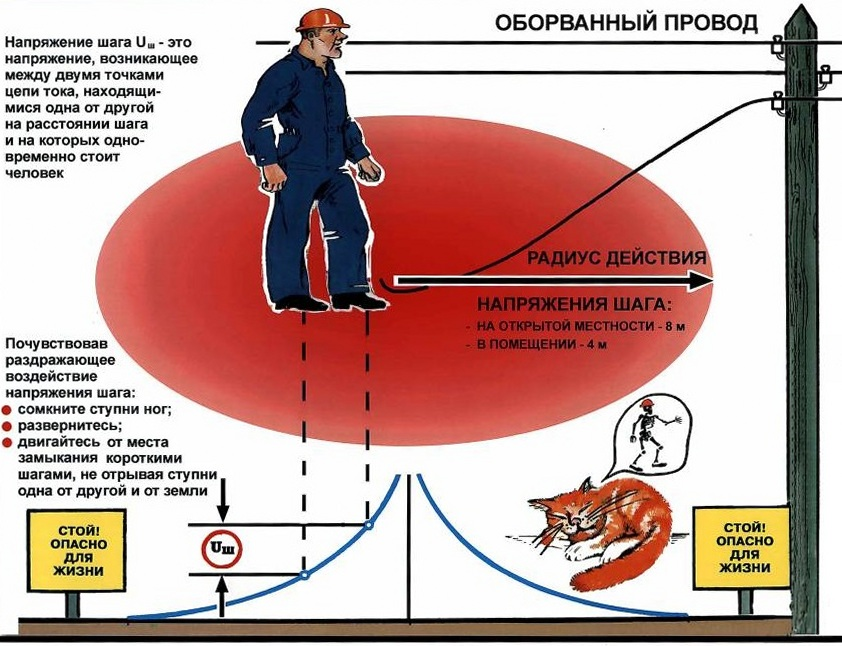 ОБОРВАННЫЙ ПРОВОД
Напряжение шага Uш - это
напряжение, возникающее
между двумя точками
цепи тока, находящи-
мися одна от другой
на расстоянии шага
и на которых одно-
временно стоит
человек
РАДИУС ДЕЙСТВИЯ
НАПРЯЖЕНИЯ ШАГА:
- НА ОТКРЫТОЙ МЕСТНОСТИ - 8 м
- В ПОМЕЩЕНИИ - 4 м
Почувствовав
раздражающее
воздействие
напряжения шага:
● сомкните ступни ног;
● развернитесь;
● двигайтесь от места
замыкания короткими
шагами, не отрывая ступни
одна от другой и от земли
СТОЙ!
ОПАСНО
ДЛЯ
ЖИЗНИ
Uш
СТОЙ!
ОПАСНО
ДЛЯ
ЖИЗНИ